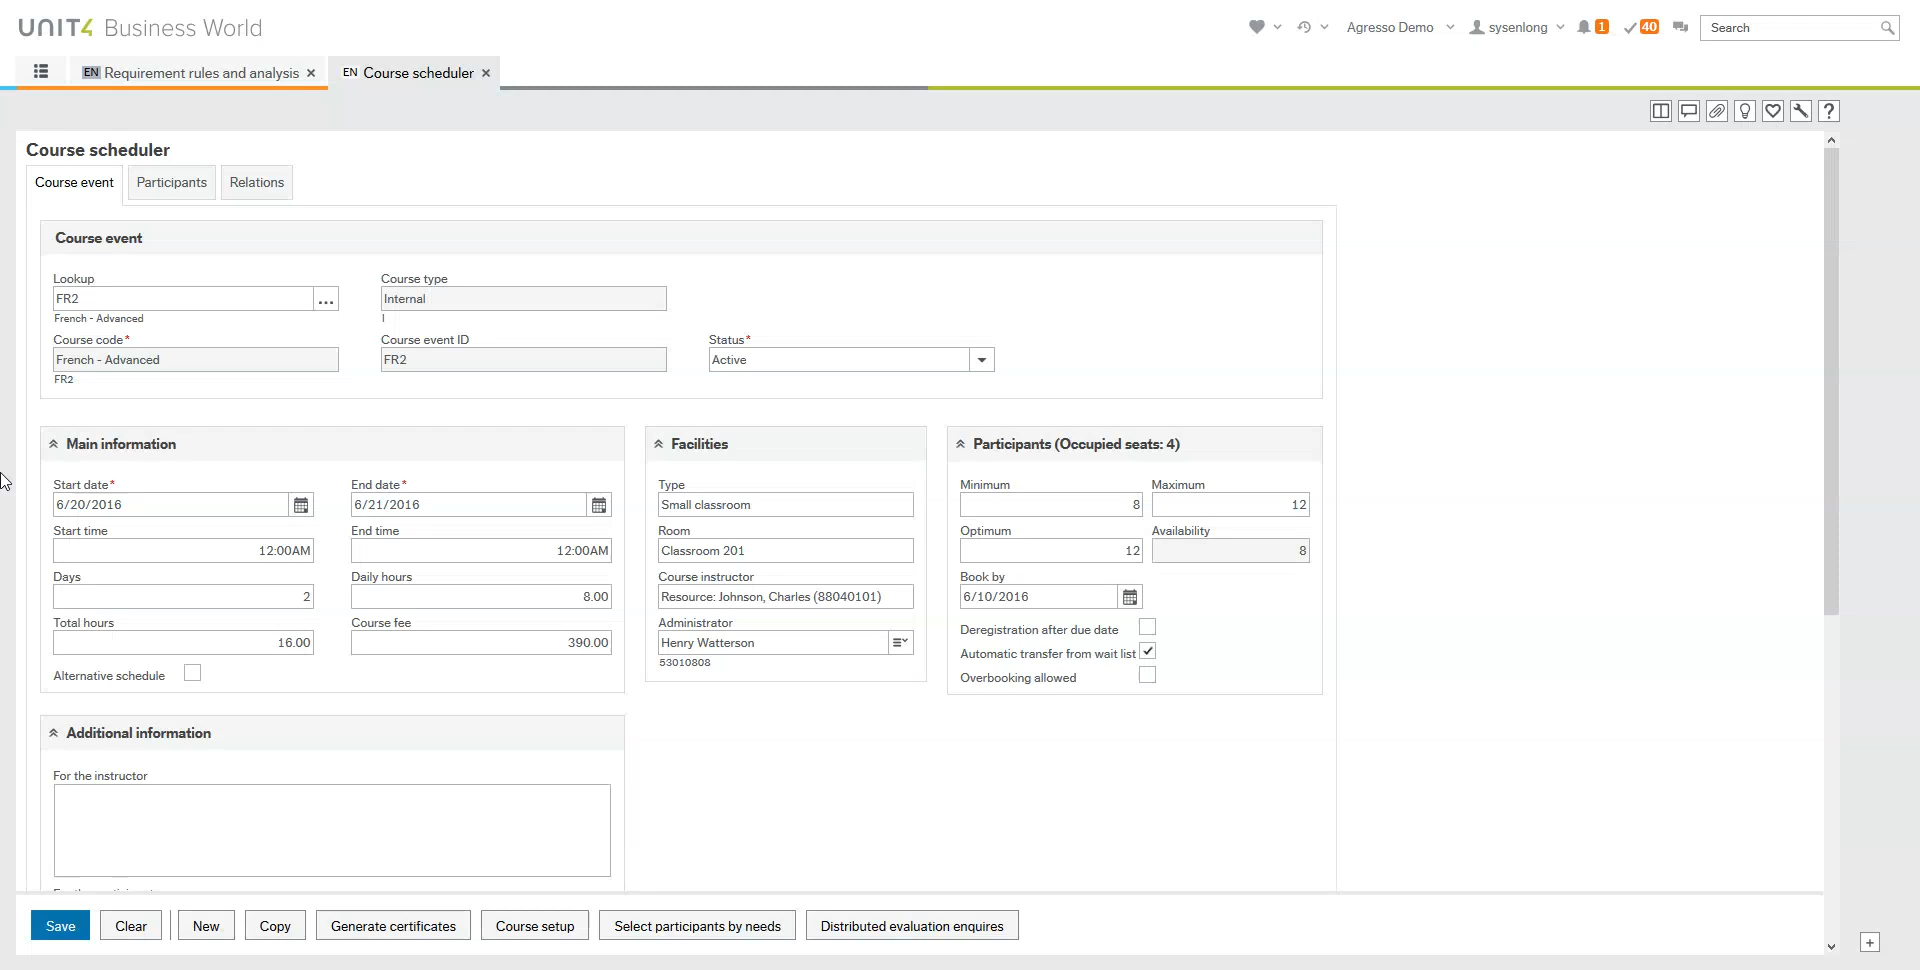 UNIT4 Business World
Agresso Demo sysenlong 1 40 Search
EN Requirement rules and analysis × EN Course scheduler ×
?
Course scheduler
Course event Participants Relations
Course event
Lookup Course type
FR2 ... Internal
French - Advanced I
Course code* Course event ID Status*
French - Advanced FR2 Active
FR2
Main information Facilities Participants (Occupied seats: 4)
Start date* End date* Type Minimum Maximum
6/20/2016 6/21/2016 Small classroom 8 12
Start time End time Room Optimum Availability
12:00AM 12:00AM Classroom 201 12 8
Days Daily hours Course instructor Book by
2 8.00 Resource: Johnson, Charles (88040101) 6/10/2016
Total hours Course fee Administrator Deregistration after due date
16.00 390.00 Henry Watterson Automatic transfer from wait list
53010808
Alternative schedule Overbooking allowed
Additional information
For the instructor
Save Clear New Copy Generate certificates Course setup Select participants by needs Distributed evaluation enquires
+